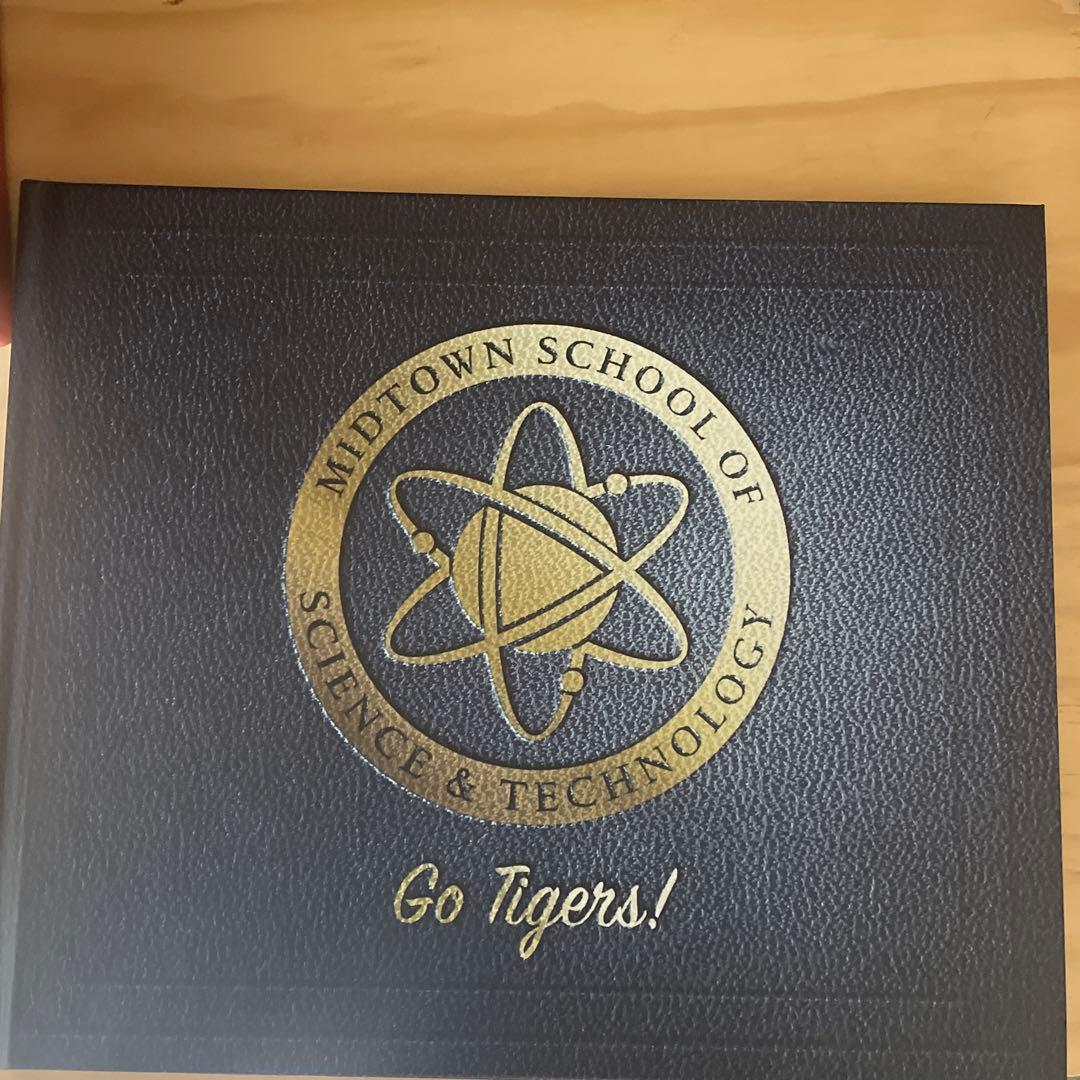 MIDTOWN SCHOOL OF
SCIENCE & TECHNOLOGY
Go Tigers!